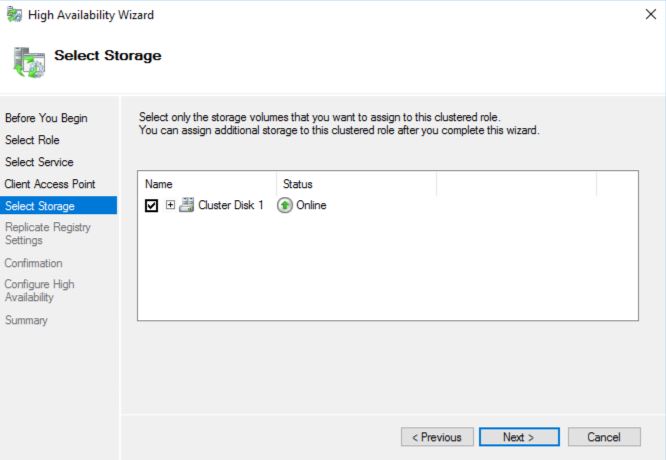 High Availability Wizard
Select Storage
Before You Begin
Select Role
Select Service
Client Access Point
Select Storage
Replicate Registry
Settings
Confirmation
Configure High
Availability
Summary
Select only the storage volumes that you want to assign to this clustered role.
You can assign additional storage to this clustered role after you complete this wizard.
Name Status
Cluster Disk 1 Online
< Previous Next > Cancel